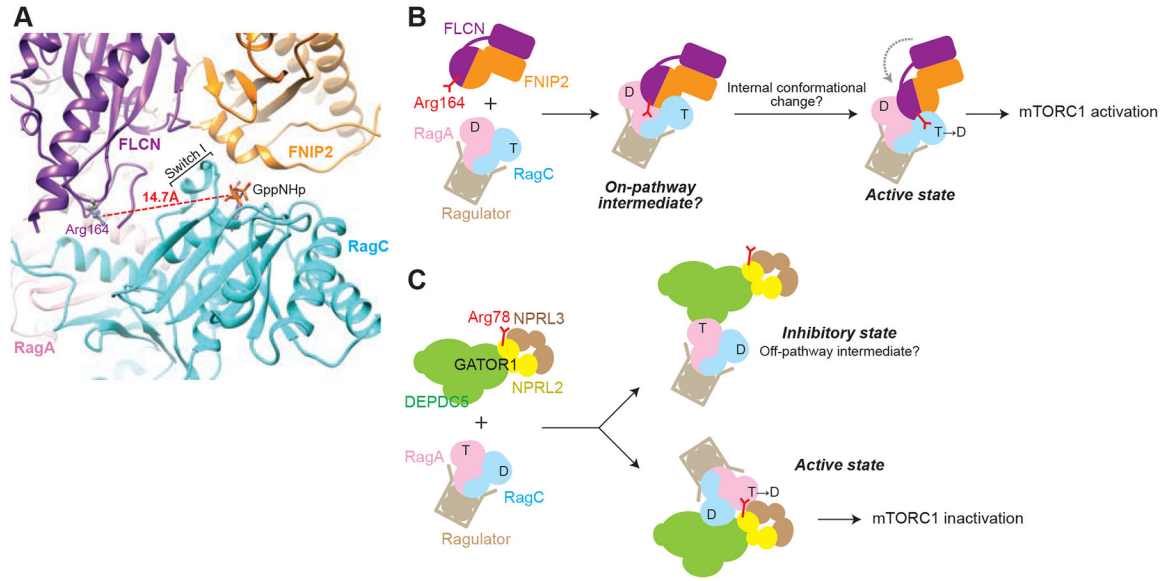 A
FLCN
Switch I
FNIP2
14.7Å
GppNHp
Arg164
RagC
RagA
B
FLCN
FNIP2
Arg164
+
D
RagA
T
RagC
Ragulator
D
T
On-pathway
intermediate?
Internal conformational
change?
D
T→D
Active state
mTORC1 activation
C
Arg78
NPRL3
GATOR1
NPRL2
DEPDC5
+
RagA
T
D
RagC
Ragulator
T
D
Inhibitory state
Off-pathway intermediate?
Active state
T→D
D
mTORC1 inactivation